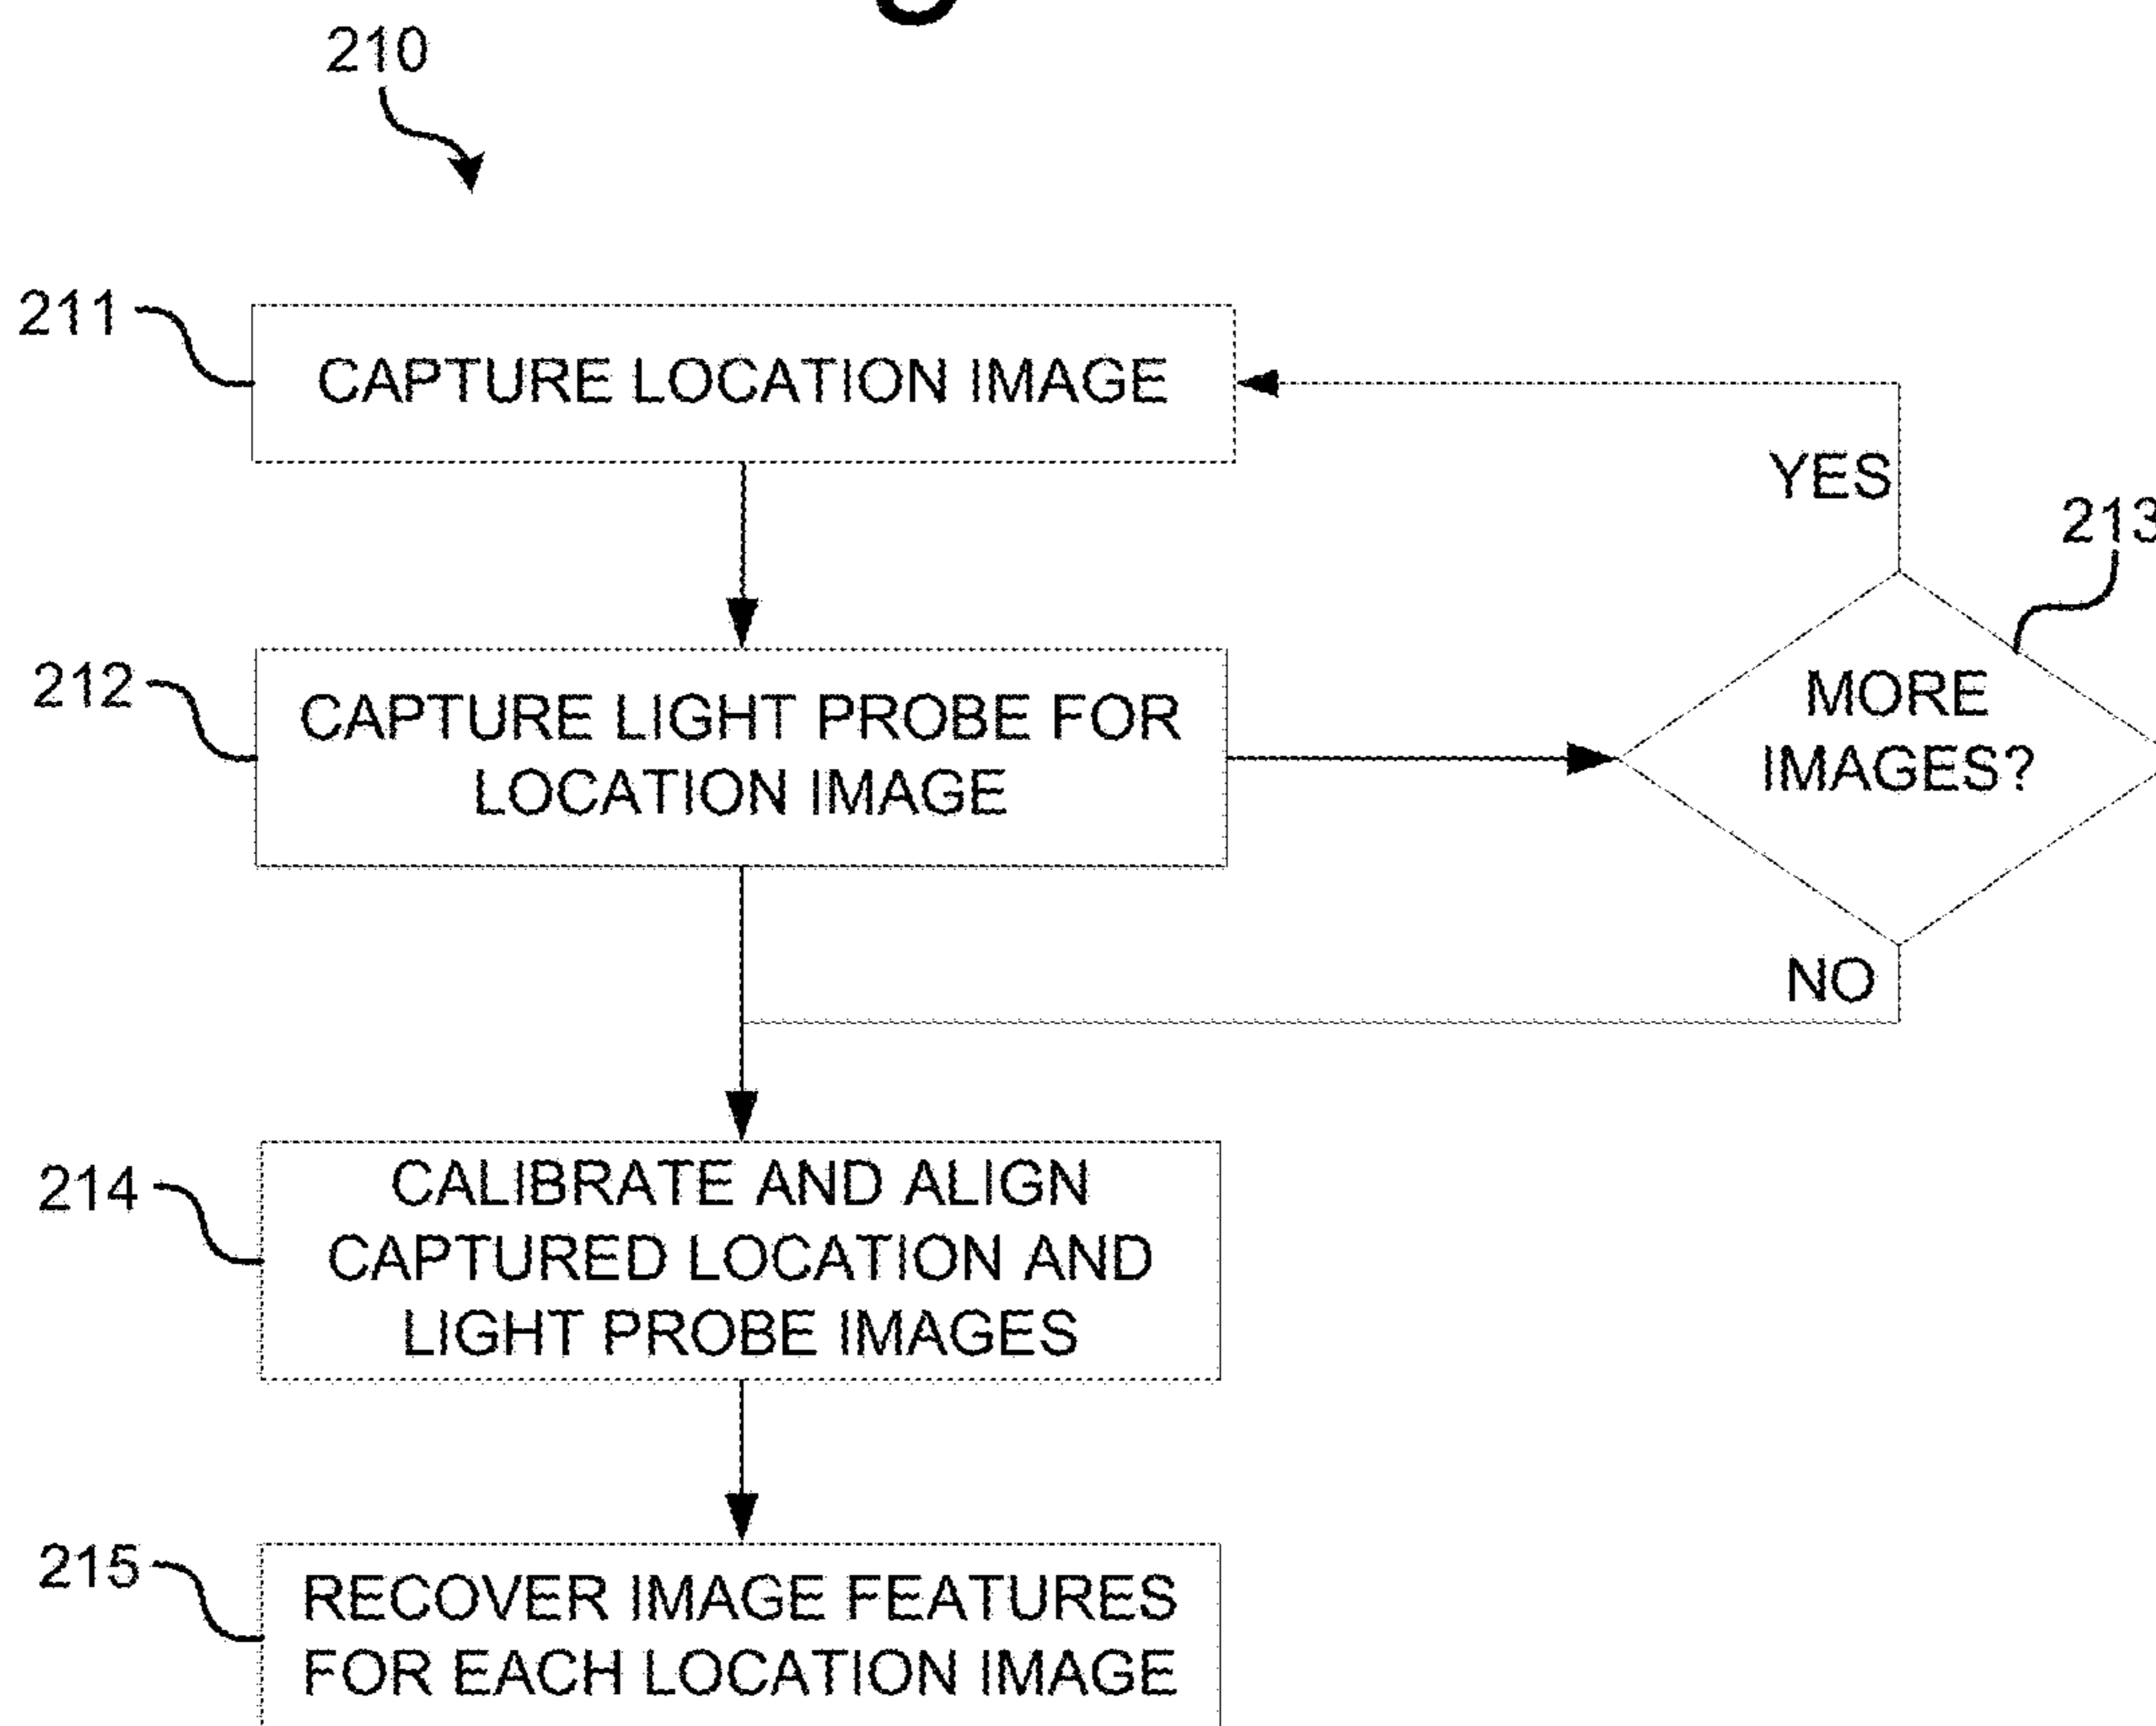 210
211
CAPTURE LOCATION IMAGE
YES
213
212
CAPTURE LIGHT PROBE FOR
LOCATION IMAGE
MORE
IMAGES?
NO
214
CALIBRATE AND ALIGN
CAPTURED LOCATION AND
LIGHT PROBE IMAGES
215
RECOVER IMAGE FEATURES
FOR EACH LOCATION IMAGE